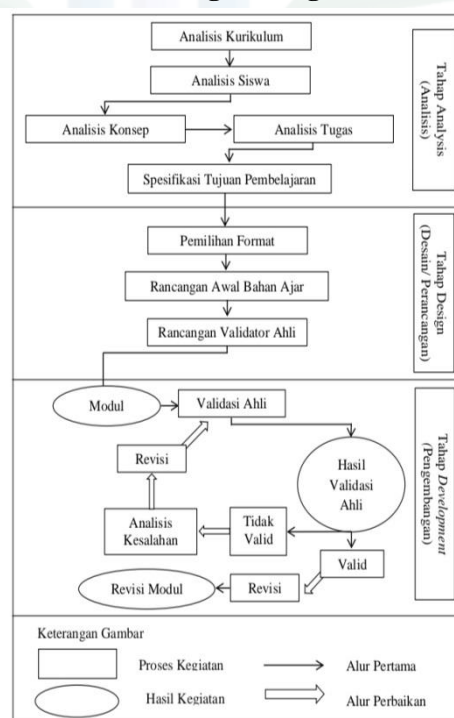 Analisis Kurikulum
Analisis Siswa
Analisis Konsep
Analisis Tugas
Spesifikasi Tujuan Pembelajaran
Tahap Analysis
(Analisis)
Pemilihan Format
Rancangan Awal Bahan Ajar
Rancangan Validator Ahli
Tahap Design
(Desain/ Perancangan)
Modul
Validasi Ahli
Revisi
Hasil
Validasi
Ahli
Analisis
Kesalahan
Tidak
Valid
Valid
Revisi Modul
Revisi
Tahap Development
(Pengembangan)
Keterangan Gambar
Proses Kegiatan
Alur Pertama
Hasil Kegiatan
Alur Perbaikan